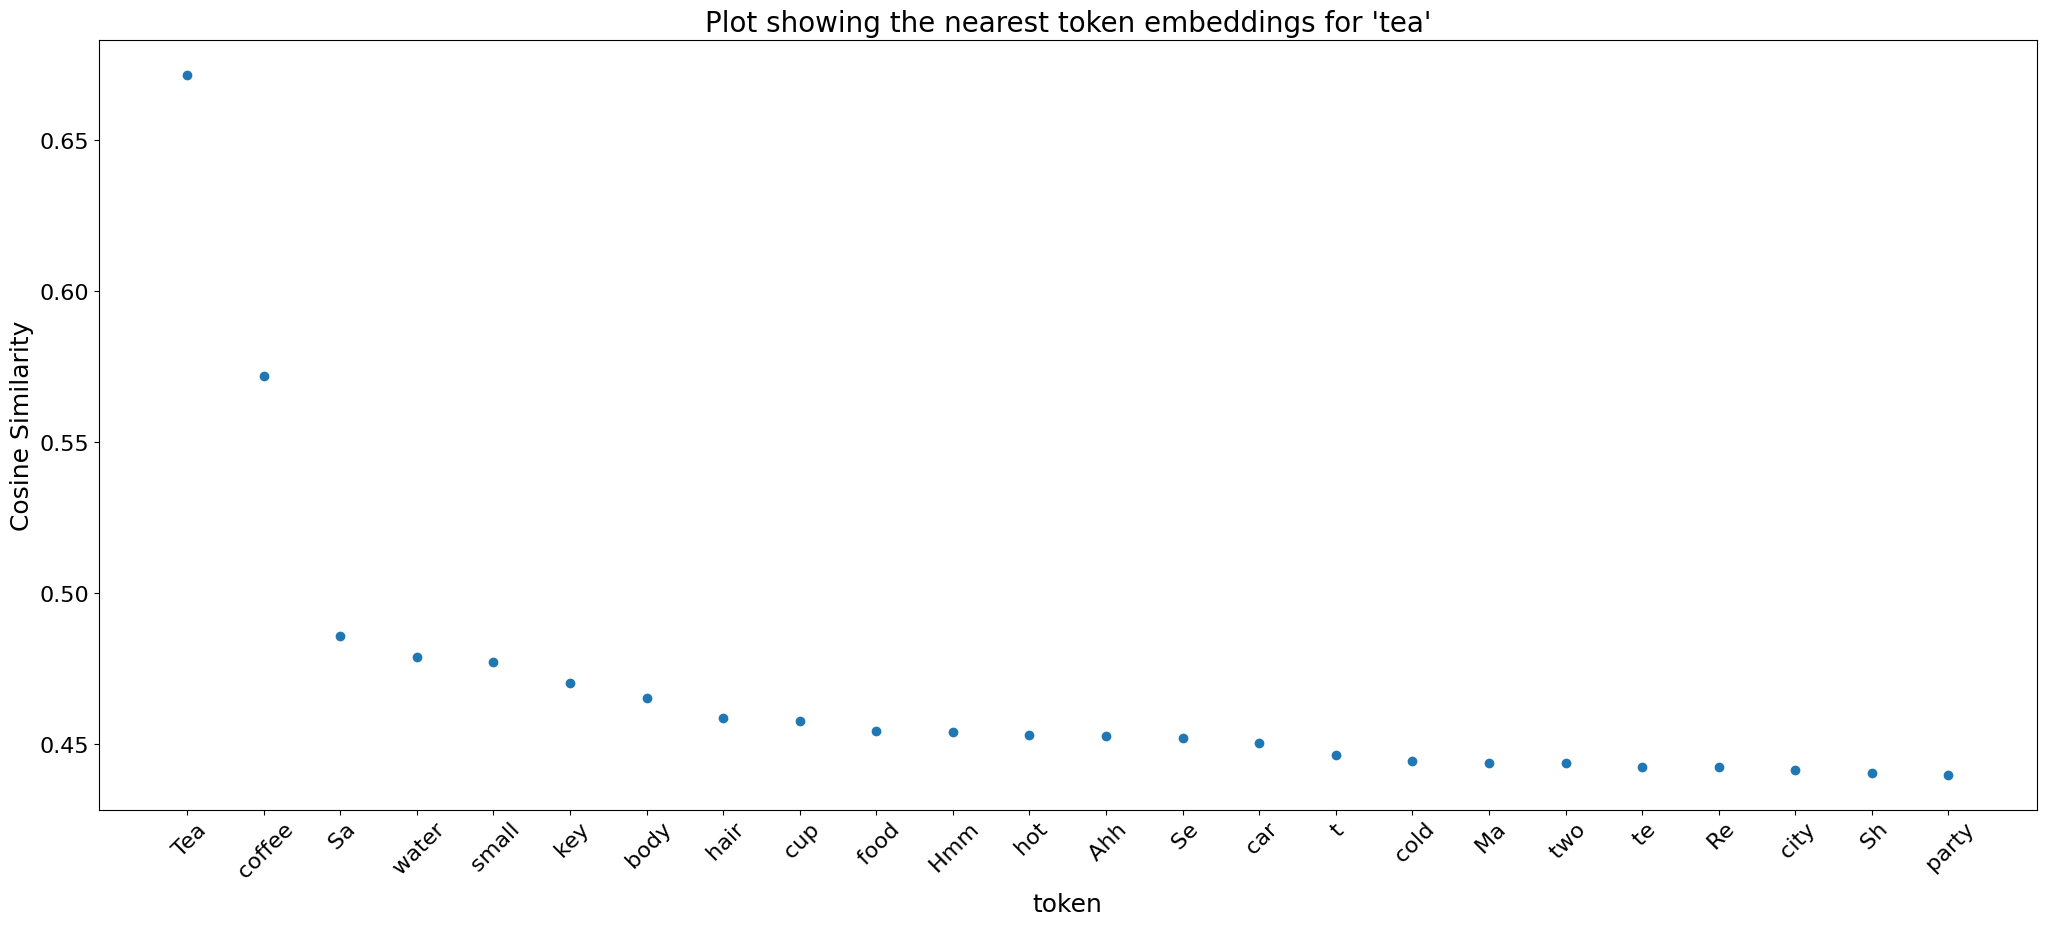 Plot showing the nearest token embeddings for 'tea'
Cosine Similarity
0.65
0.60
0.55
0.50
0.45
Tea
coffee
Sa
water
small
key
body
hair
cup
food
Hmm
hot
Ahh
Se
car
t
cold
Ma
two
te
Re
city
Sh
party
token